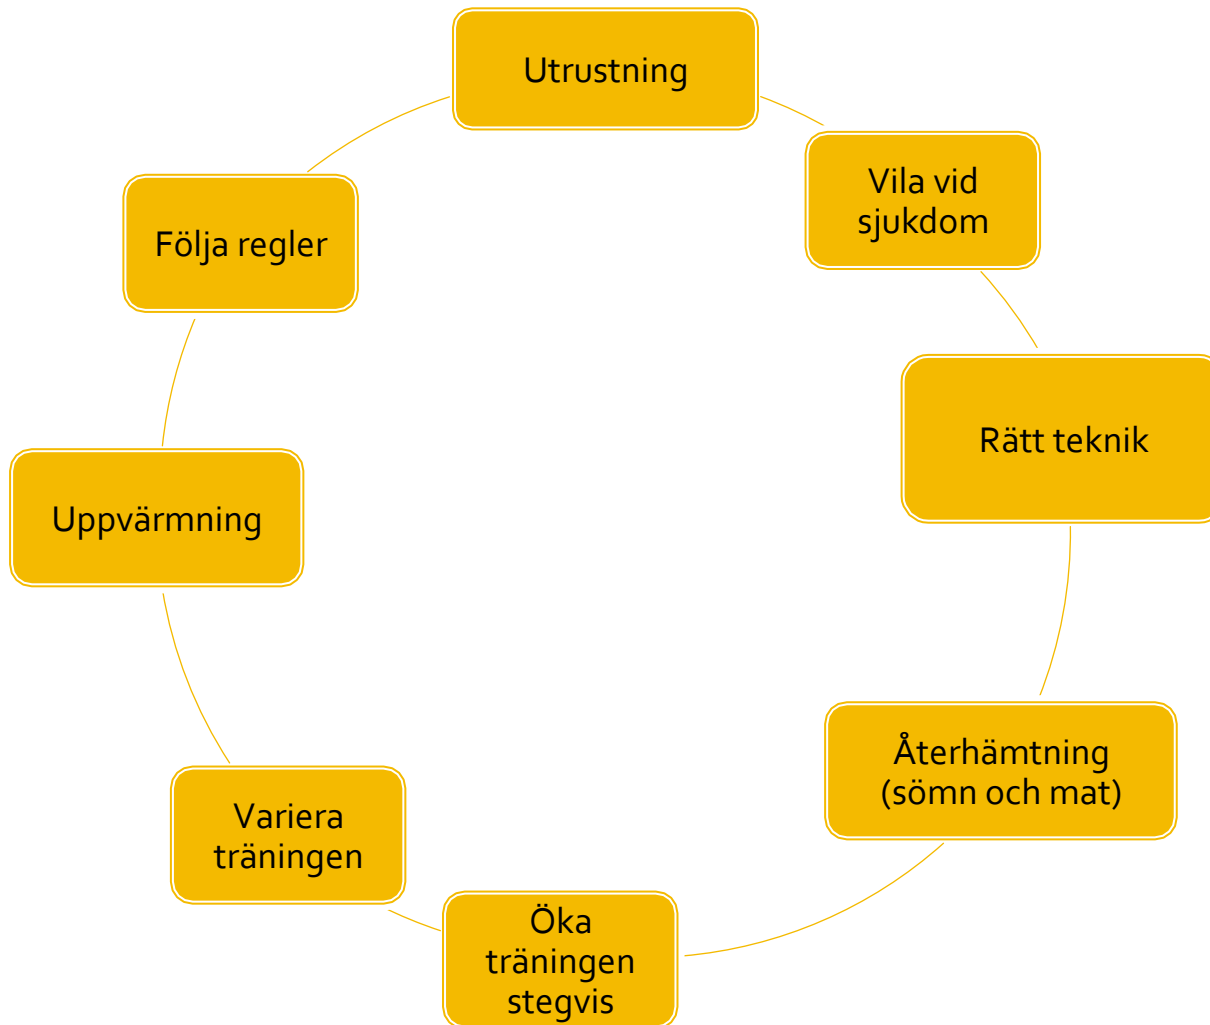 Utrustning
Vila vid
sjukdom
Rätt teknik
Återhämtning
(sömn och mat)
Öka
träningen
stegvis
Variera
träningen
Uppvärmning
Följa regler